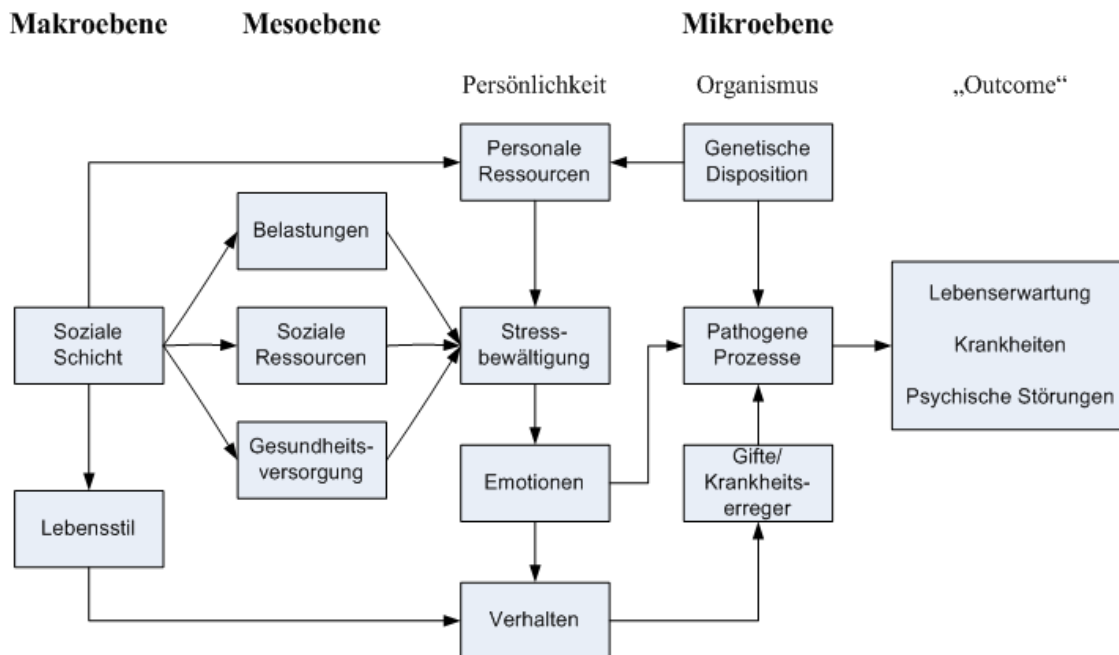 Makroebene
Mesoebene
Mikroebene
Persönlichkeit
Organismus
„Outcome“
Personale
Ressourcen
Genetische
Disposition
Belastungen
Soziale
Schicht
Soziale
Ressourcen
Stress-
bewältigung
Pathogene
Prozesse
Lebenserwartung
Krankheiten
Psychische Störungen
Gesundheits-
versorgung
Emotionen
Gifte/
Krankheits-
erreger
Lebensstil
Verhalten